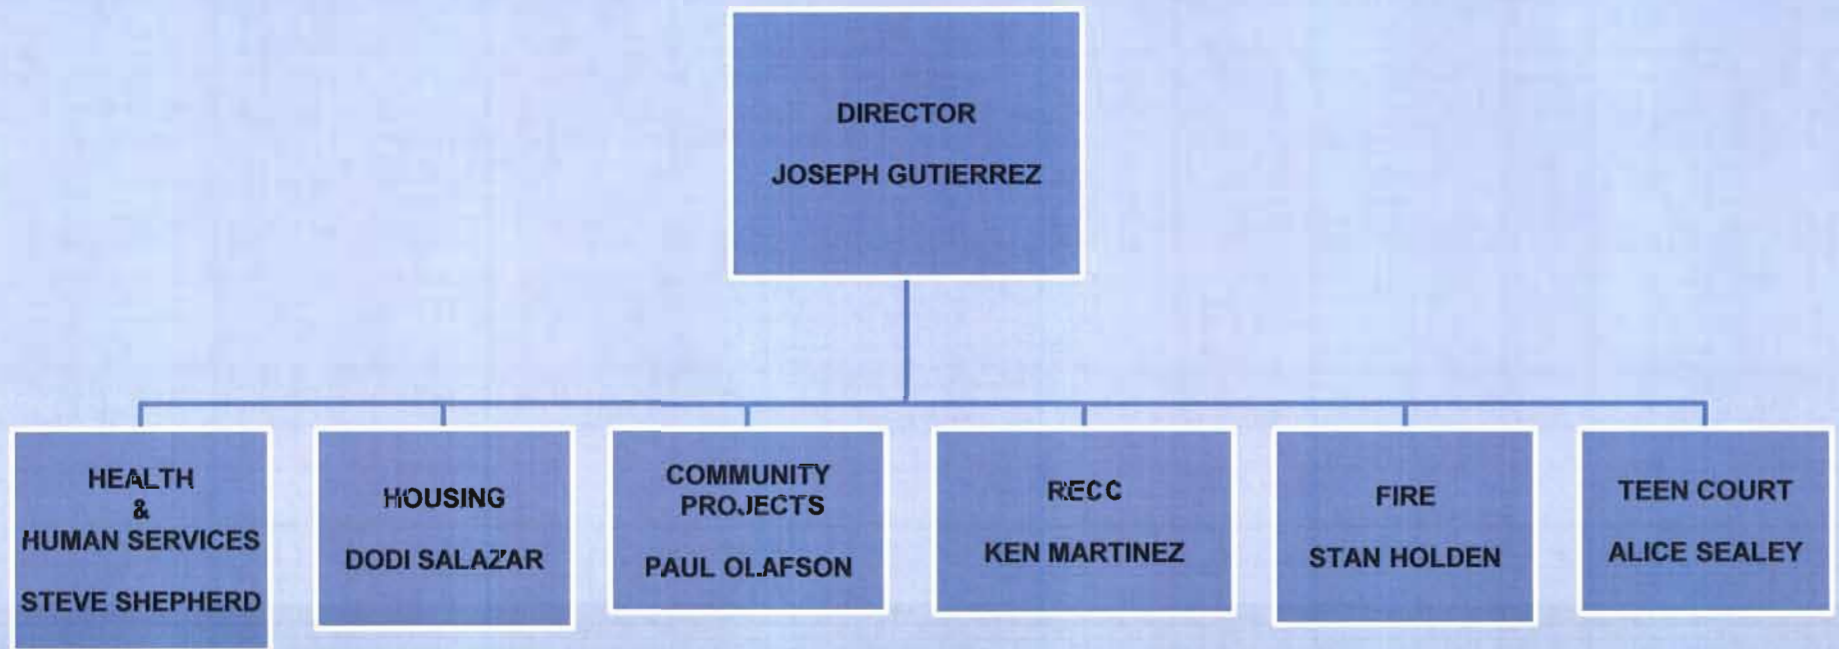 DIRECTOR
JOSEPH GUTIERREZ
HEALTH
&
HUMAN SERVICES
STEVE SHEPHERD
HOUSING
DODI SALAZAR
COMMUNITY
PROJECTS
PAUL OLAFSON
RECC
KEN MARTINEZ
FIRE
STAN HOLDEN
TEEN COURT
ALICE SEALEY